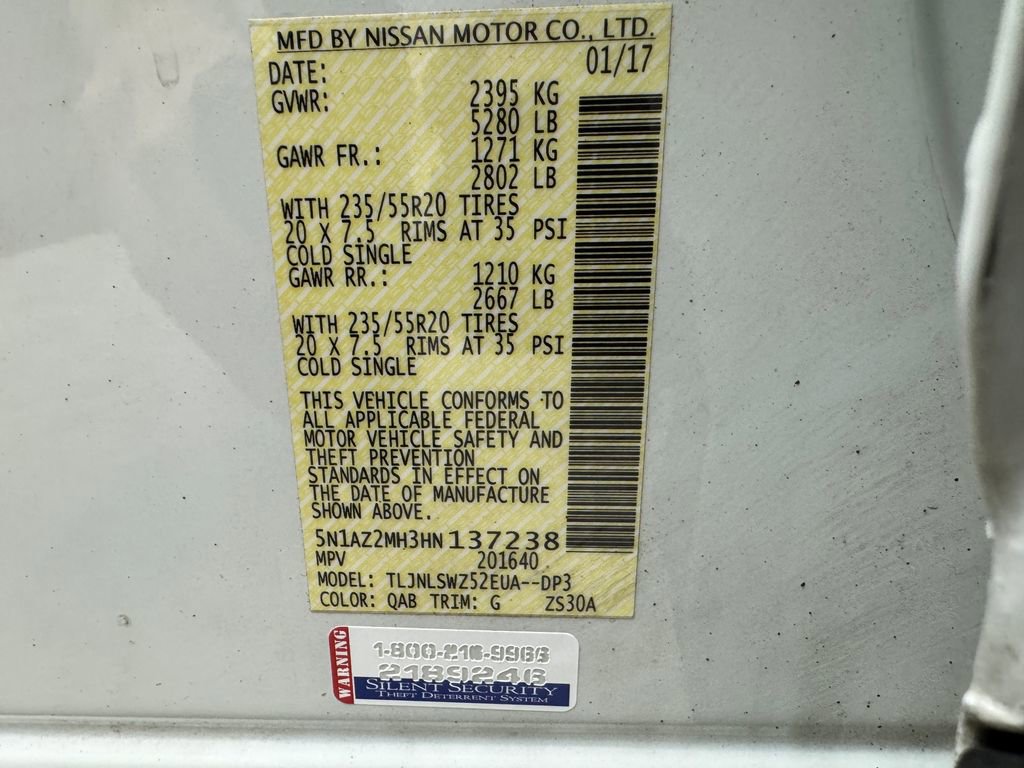 MFD BY NISSAN MOTOR CO., LTD.
DATE: 01/17
GVWR: 2395 KG
5280 LB
GAWR FR.: 1271 KG
2802 LB
WITH 235/55R20 TIRES
20 X 7.5 RIMS AT 35 PSI
COLD SINGLE
GAWR RR.: 1210 KG
2667 LB
WITH 235/55R20 TIRES
20 X 7.5 RIMS AT 35 PSI
COLD SINGLE
THIS VEHICLE CONFORMS TO
ALL APPLICABLE FEDERAL
MOTOR VEHICLE SAFETY AND
THEFT PREVENTION
STANDARDS IN EFFECT ON
THE DATE OF MANUFACTURE
SHOWN ABOVE.
5N1AZ2MH3HN137238
MPV 201640
MODEL: TLJNLSWZ52EUA--DP3
COLOR: QAB TRIM: G ZS30A
WARNING
1-800-216-9966
2189246
SILENT SECURITY
THEFT DETERRENT SYSTEM